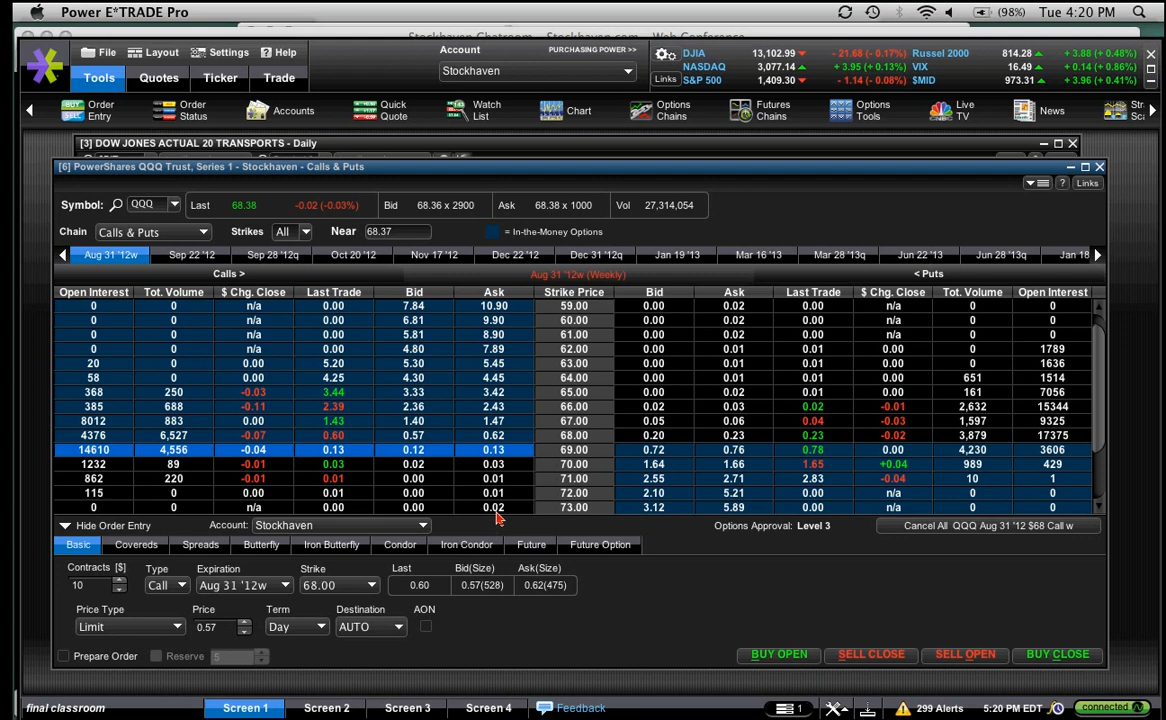 Power E*TRADE Pro (98%) Tue 4:20 PM
File Layout Settings ? Help Account PURCHASING POWER >> DJIA 13,102.99 - 21.68 (- 0.17%) Russel 2000 814.28 + 3.88 (+ 0.48%)
Tools Quotes Ticker Trade Stockhaven NASDAQ 3,077.14 + 3.95 (+ 0.13%) VIX 16.49 + 0.14 (+ 0.86%)
Links S&P 500 1,409.30 - 1.14 (- 0.08%) $MID 973.31 + 3.96 (+ 0.41%)
BUY SELL Order Entry Order Status Accounts Quick Quote Watch List Chart Options Chains Futures Chains Options Tools Live TV News
[3] DOW JONES ACTUAL 20 TRANSPORTS - Daily
[6] PowerShares QQQ Trust, Series 1 - Stockhaven - Calls & Puts
? Links
Symbol: QQQ Last 68.38 -0.02 (-0.03%) Bid 68.36 x 2900 Ask 68.38 x 1000 Vol 27,314,054
Chain Calls & Puts Strikes All Near 68.37 = In-the-Money Options
Aug 31 '12w Sep 22 '12 Sep 28 '12q Oct 20 '12 Nov 17 '12 Dec 22 '12 Dec 31 '12q Jan 19 '13 Mar 16 '13 Mar 28 '13q Jun 22 '13 Jun 28 '13q Jan 18
Calls > Aug 31 '12w (Weekly) < Puts
Open Interest Tot. Volume $ Chg. Close Last Trade Bid Ask Strike Price Bid Ask Last Trade $ Chg. Close Tot. Volume Open Interest
0 0 n/a 0.00 7.84 10.90 59.00 0.00 0.02 0.00 n/a 0 0
0 0 n/a 0.00 6.81 9.90 60.00 0.00 0.02 0.00 n/a 0 0
0 0 n/a 0.00 5.81 8.90 61.00 0.00 0.02 0.00 n/a 0 0
0 0 n/a 0.00 4.80 7.89 62.00 0.00 0.01 0.01 0.00 0 1789
20 0 0.00 5.20 5.30 5.45 63.00 0.00 0.01 0.01 0.00 0 1636
58 0 0.00 4.25 4.30 4.45 64.00 0.00 0.01 0.01 0.00 651 1514
368 250 -0.03 3.44 3.33 3.42 65.00 0.00 0.02 0.01 0.00 161 7056
385 688 -0.11 2.39 2.36 2.43 66.00 0.02 0.03 0.02 -0.01 2,632 15344
8012 883 0.00 1.43 1.40 1.47 67.00 0.05 0.06 0.04 -0.03 1,597 9325
4376 6,527 -0.07 0.60 0.57 0.62 68.00 0.20 0.23 0.23 -0.02 3,879 17375
14610 4,556 -0.04 0.13 0.12 0.13 69.00 0.72 0.76 0.78 0.00 4,230 3606
1232 89 -0.01 0.03 0.02 0.03 70.00 1.64 1.66 1.65 +0.04 989 429
862 220 -0.01 0.01 0.00 0.01 71.00 2.55 2.71 2.83 -0.04 10 1
115 0 0.00 0.01 0.00 0.01 72.00 2.10 5.21 0.00 n/a 0 0
0 0 n/a 0.00 0.00 0.02 73.00 3.12 5.89 0.00 n/a 0 0
Hide Order Entry Account: Stockhaven Options Approval: Level 3 Cancel All QQQ Aug 31 '12 $68 Call w
Basic Covereds Spreads Butterfly Iron Butterfly Condor Iron Condor Future Future Option
Contracts [$] Type Expiration Strike Last Bid(Size) Ask(Size)
10 Call Aug 31 '12w 68.00 0.60 0.57(528) 0.62(475)
Price Type Price Term Destination AON
Limit 0.57 Day AUTO
Prepare Order Reserve 5 BUY OPEN SELL CLOSE SELL OPEN BUY CLOSE
final classroom Screen 1 Screen 2 Screen 3 Screen 4 Feedback 1 299 Alerts 5:20 PM EDT connected